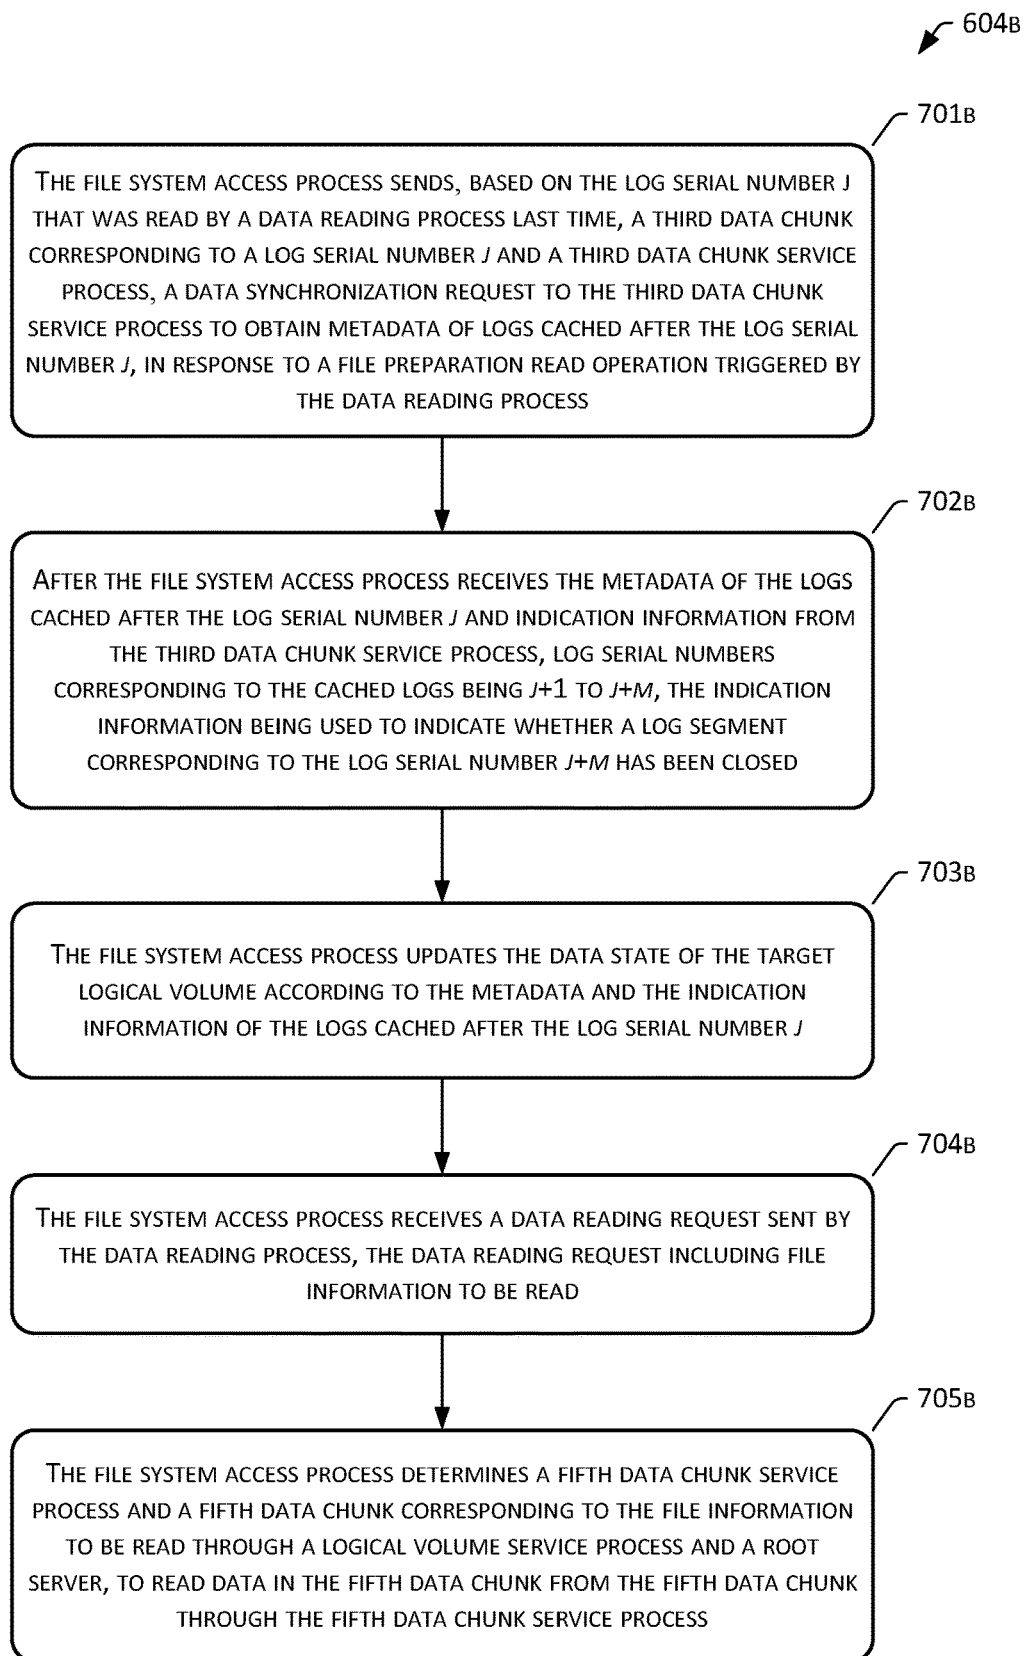 604B
701B
THE FILE SYSTEM ACCESS PROCESS SENDS, BASED ON THE LOG SERIAL NUMBER J
THAT WAS READ BY A DATA READING PROCESS LAST TIME, A THIRD DATA CHUNK
CORRESPONDING TO A LOG SERIAL NUMBER J AND A THIRD DATA CHUNK SERVICE
PROCESS, A DATA SYNCHRONIZATION REQUEST TO THE THIRD DATA CHUNK
SERVICE PROCESS TO OBTAIN METADATA OF LOGS CACHED AFTER THE LOG SERIAL
NUMBER J, IN RESPONSE TO A FILE PREPARATION READ OPERATION TRIGGERED BY
THE DATA READING PROCESS
702B
AFTER THE FILE SYSTEM ACCESS PROCESS RECEIVES THE METADATA OF THE LOGS
CACHED AFTER THE LOG SERIAL NUMBER J AND INDICATION INFORMATION FROM
THE THIRD DATA CHUNK SERVICE PROCESS, LOG SERIAL NUMBERS
CORRESPONDING TO THE CACHED LOGS BEING J+1 TO J+M, THE INDICATION
INFORMATION BEING USED TO INDICATE WHETHER A LOG SEGMENT
CORRESPONDING TO THE LOG SERIAL NUMBER J+M HAS BEEN CLOSED
703B
THE FILE SYSTEM ACCESS PROCESS UPDATES THE DATA STATE OF THE TARGET
LOGICAL VOLUME ACCORDING TO THE METADATA AND THE INDICATION
INFORMATION OF THE LOGS CACHED AFTER THE LOG SERIAL NUMBER J
704B
THE FILE SYSTEM ACCESS PROCESS RECEIVES A DATA READING REQUEST SENT BY
THE DATA READING PROCESS, THE DATA READING REQUEST INCLUDING FILE
INFORMATION TO BE READ
705B
THE FILE SYSTEM ACCESS PROCESS DETERMINES A FIFTH DATA CHUNK SERVICE
PROCESS AND A FIFTH DATA CHUNK CORRESPONDING TO THE FILE INFORMATION
TO BE READ THROUGH A LOGICAL VOLUME SERVICE PROCESS AND A ROOT
SERVER, TO READ DATA IN THE FIFTH DATA CHUNK FROM THE FIFTH DATA CHUNK
THROUGH THE FIFTH DATA CHUNK SERVICE PROCESS